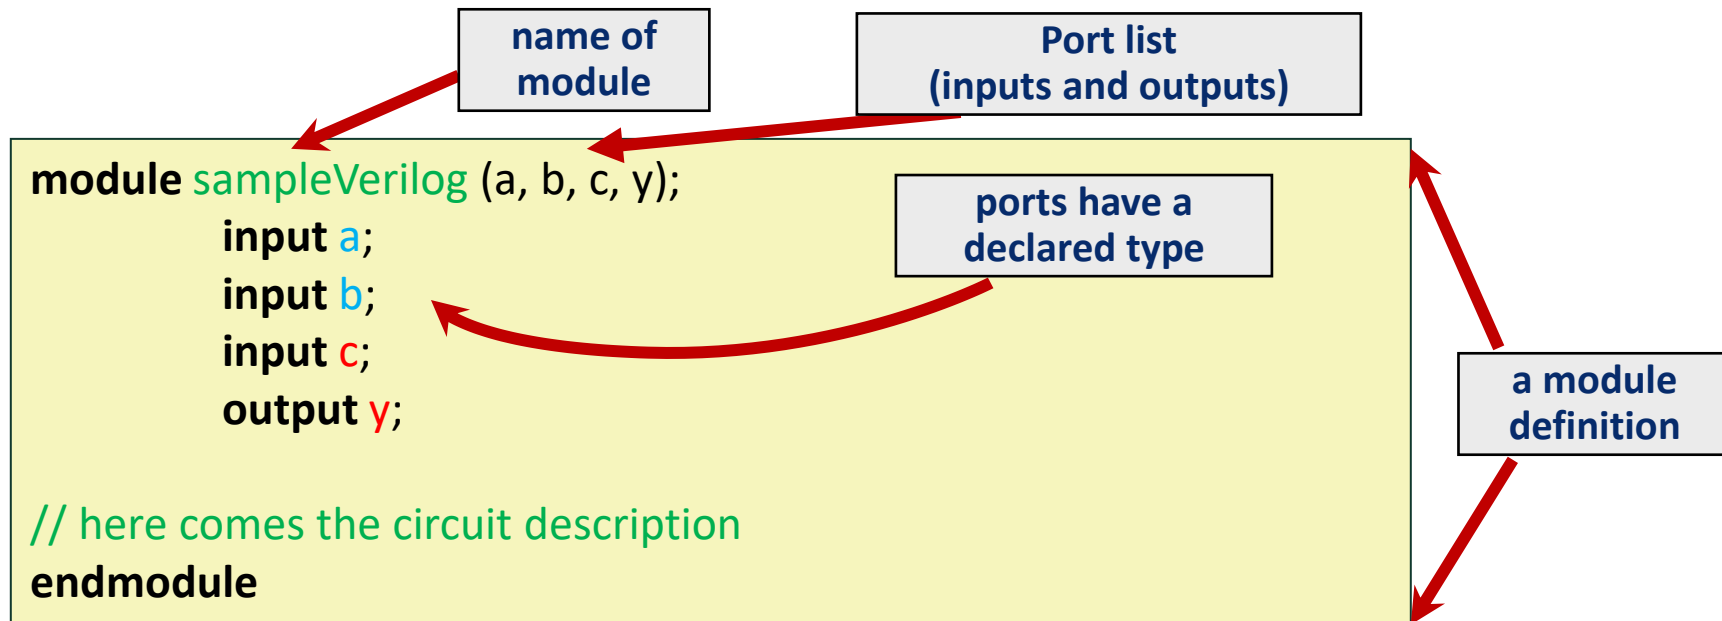 name of
module
Port list
(inputs and outputs)
module sampleVerilog (a, b, c, y);
input a;
input b;
input c;
output y;
ports have a
declared type
a module
definition
// here comes the circuit description
endmodule